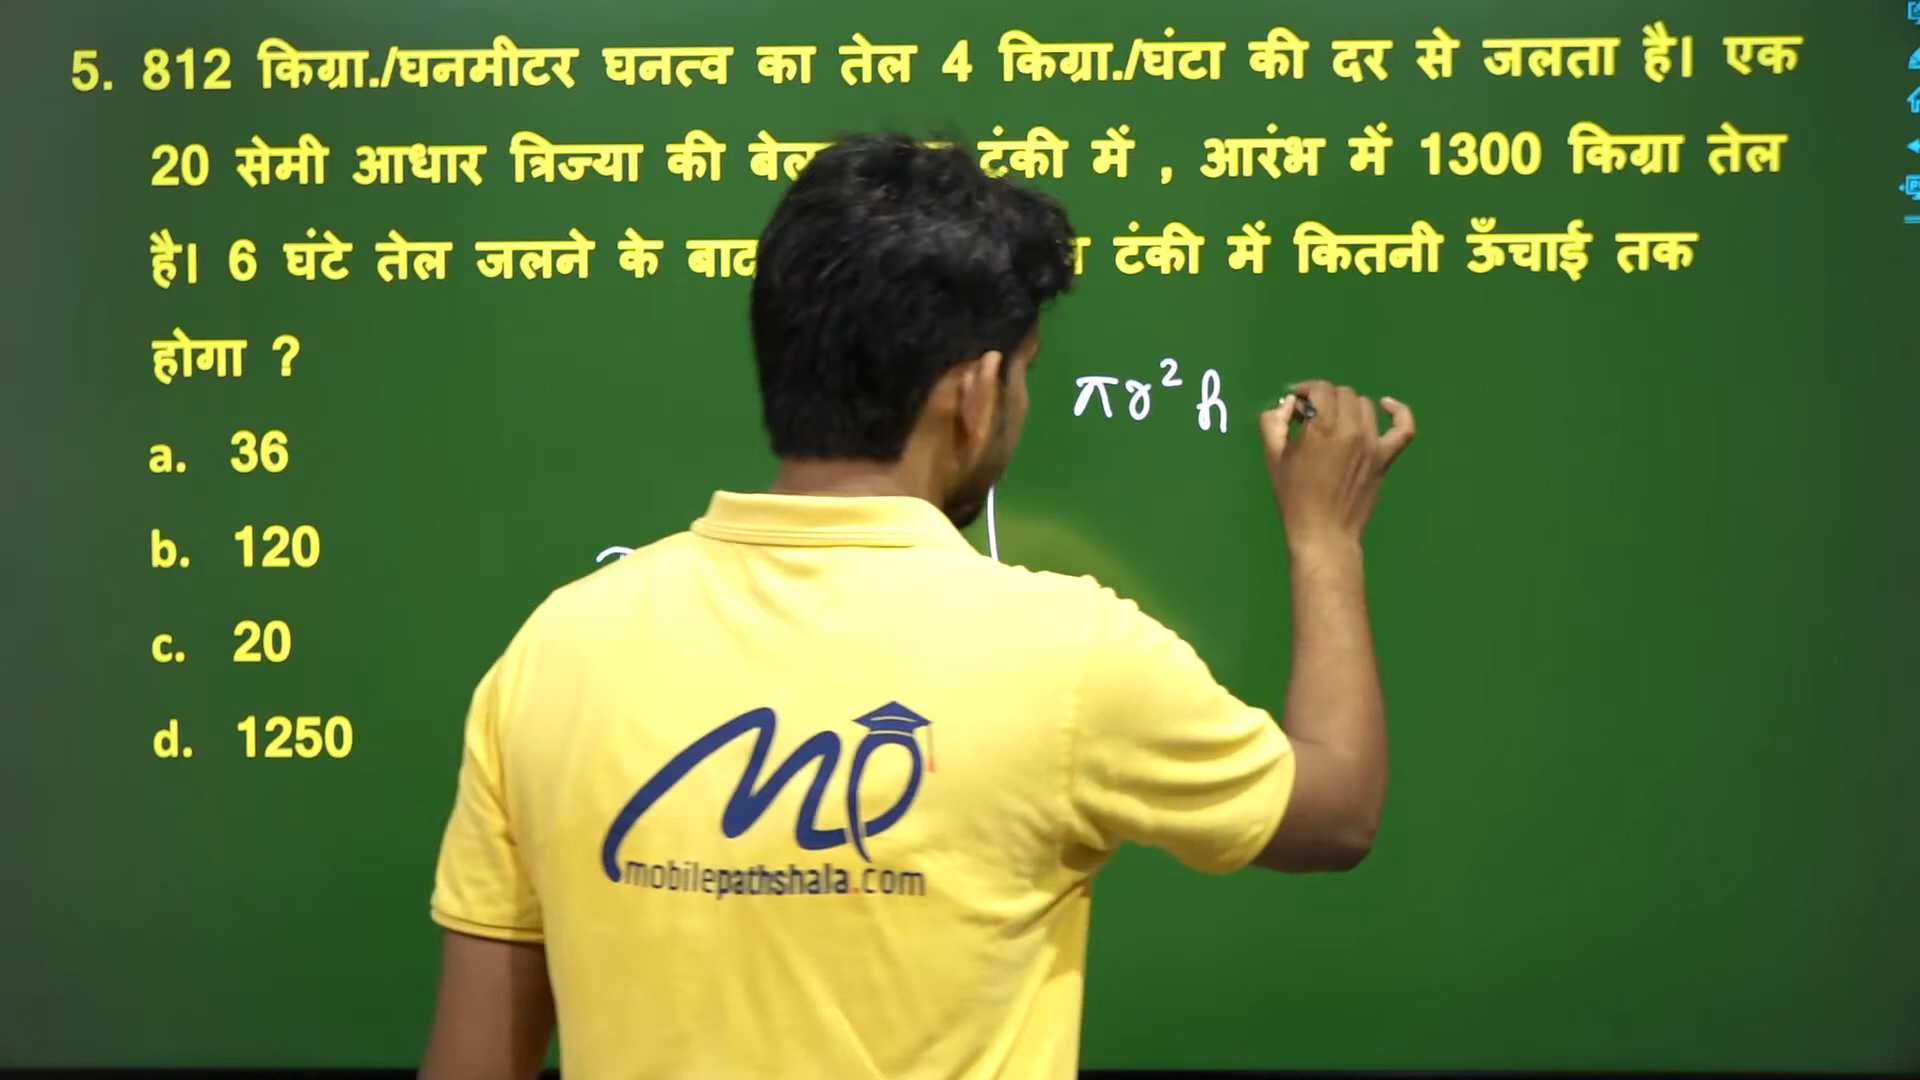 5. 812 किग्रा./घनमीटर घनत्व का तेल 4 किग्रा./घंटा की दर से जलता है। एक
20 सेमी आधार त्रिज्या की टंकी में , आरंभ में 1300 किग्रा तेल
है। 6 घंटे तेल जलने के बाद टंकी में कितनी ऊँचाई तक
होगा ?
πr² h
a. 36
b. 120
c. 20
d. 1250
mobilepathshala.com